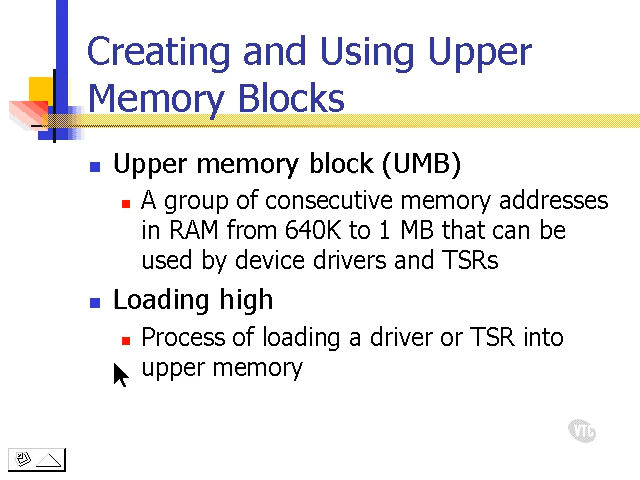 Creating and Using Upper
Memory Blocks
Upper memory block (UMB)
A group of consecutive memory addresses
in RAM from 640K to 1 MB that can be
used by device drivers and TSRs
Loading high
Process of loading a driver or TSR into
upper memory
VTC